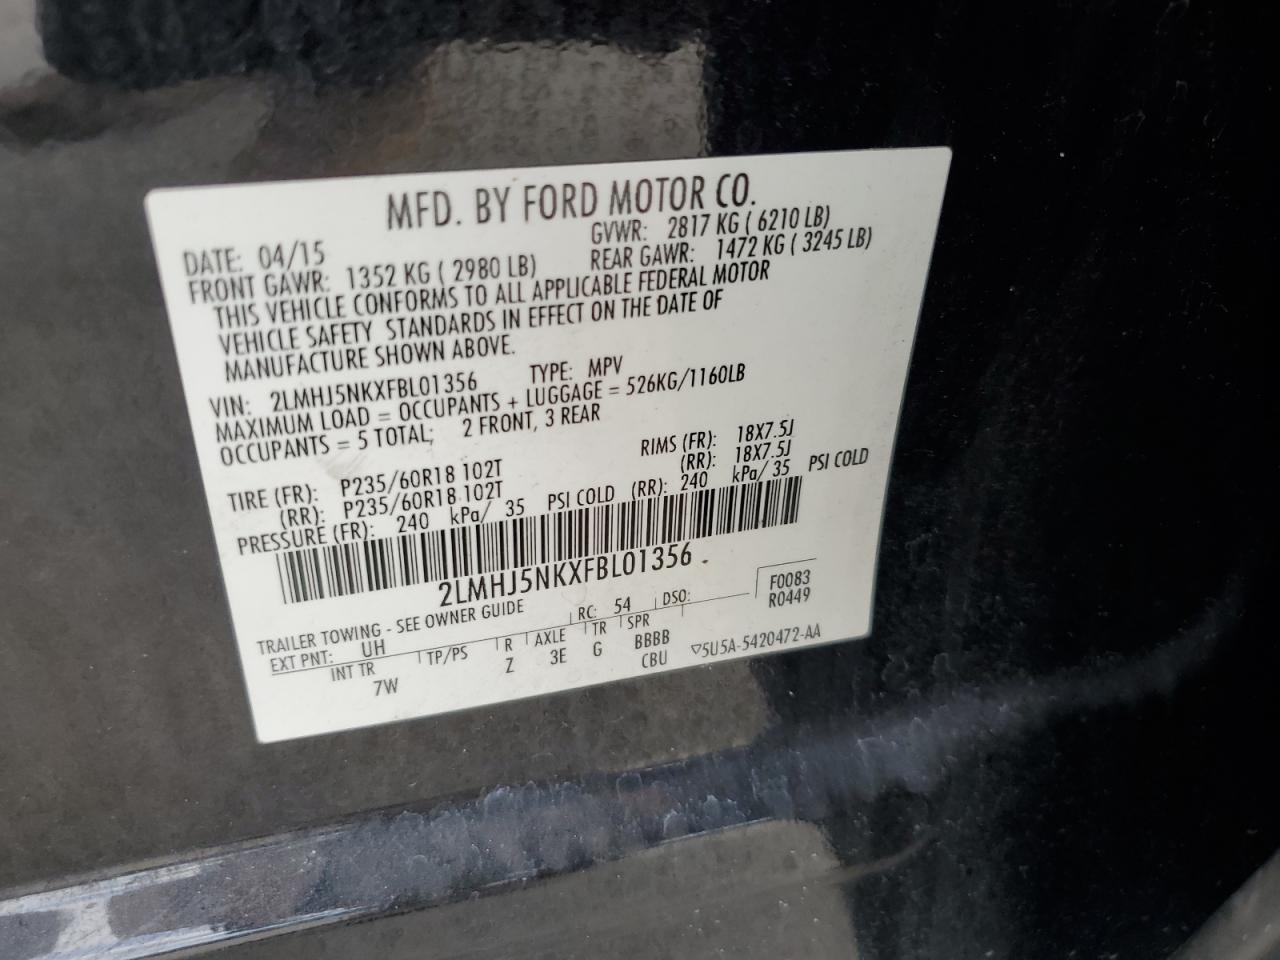 MFD. BY FORD MOTOR CO.
DATE: 04/15 GVWR: 2817 KG ( 6210 LB)
FRONT GAWR: 1352 KG ( 2980 LB) REAR GAWR: 1472 KG ( 3245 LB)
THIS VEHICLE CONFORMS TO ALL APPLICABLE FEDERAL MOTOR
VEHICLE SAFETY STANDARDS IN EFFECT ON THE DATE OF
MANUFACTURE SHOWN ABOVE.
VIN: 2LMHJ5NKXFBL01356 TYPE: MPV
MAXIMUM LOAD = OCCUPANTS + LUGGAGE = 526KG/1160LB
OCCUPANTS = 5 TOTAL; 2 FRONT, 3 REAR
TIRE (FR): P235/60R18 102T RIMS (FR): 18X7.5J
(RR): P235/60R18 102T (RR): 18X7.5J
PRESSURE (FR): 240 kPa/ 35 PSI COLD (RR): 240 kPa/ 35 PSI COLD
2LMHJ5NKXFBL01356
TRAILER TOWING - SEE OWNER GUIDE
EXT PNT: UH RC: 54 DSO: F0083
R0449
INT TR TP/PS R AXLE TR SPR
7W Z 3E G BBBB ▽5U5A-5420472-AA
CBU